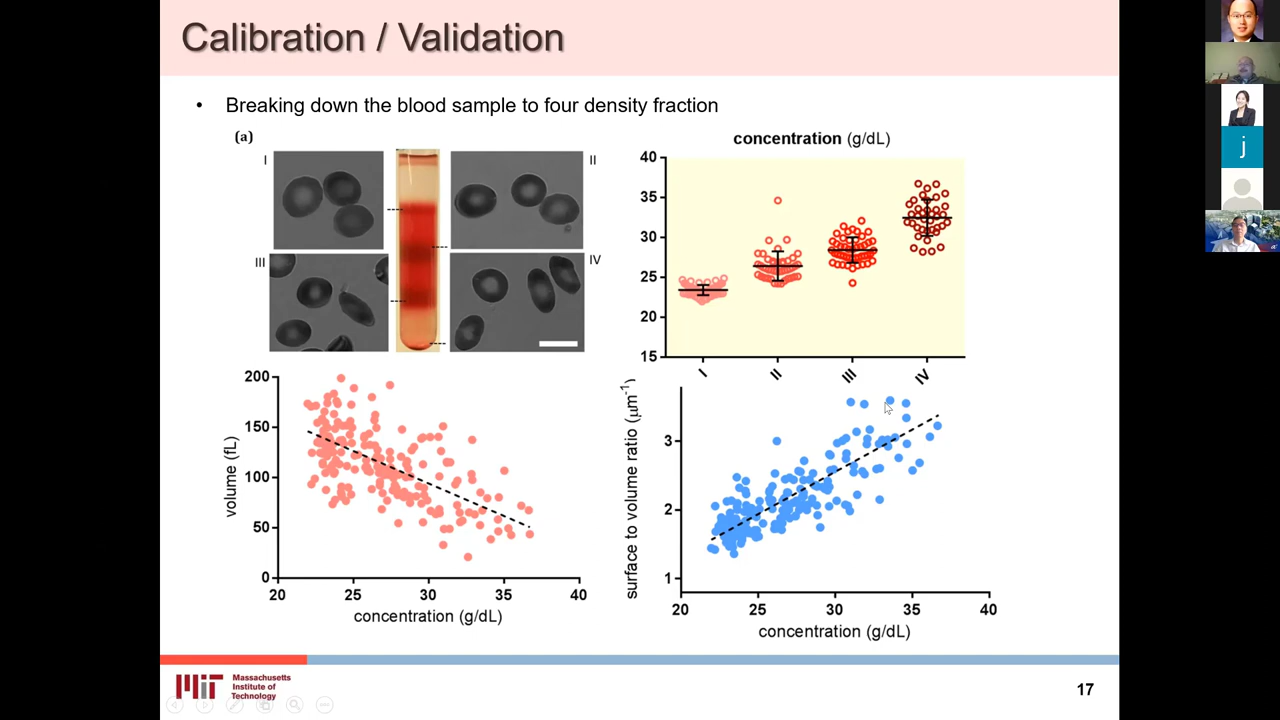 Calibration / Validation
• Breaking down the blood sample to four density fraction
(a)
I
II
III
IV
concentration (g/dL)
40
35
30
25
20
15
I
II
III
IV
200
150
100
50
0
volume (fL)
20
25
30
35
40
concentration (g/dL)
3
2
1
surface to volume ratio (μm⁻¹)
20
25
30
35
40
concentration (g/dL)
Massachusetts
Institute of
Technology
17
j